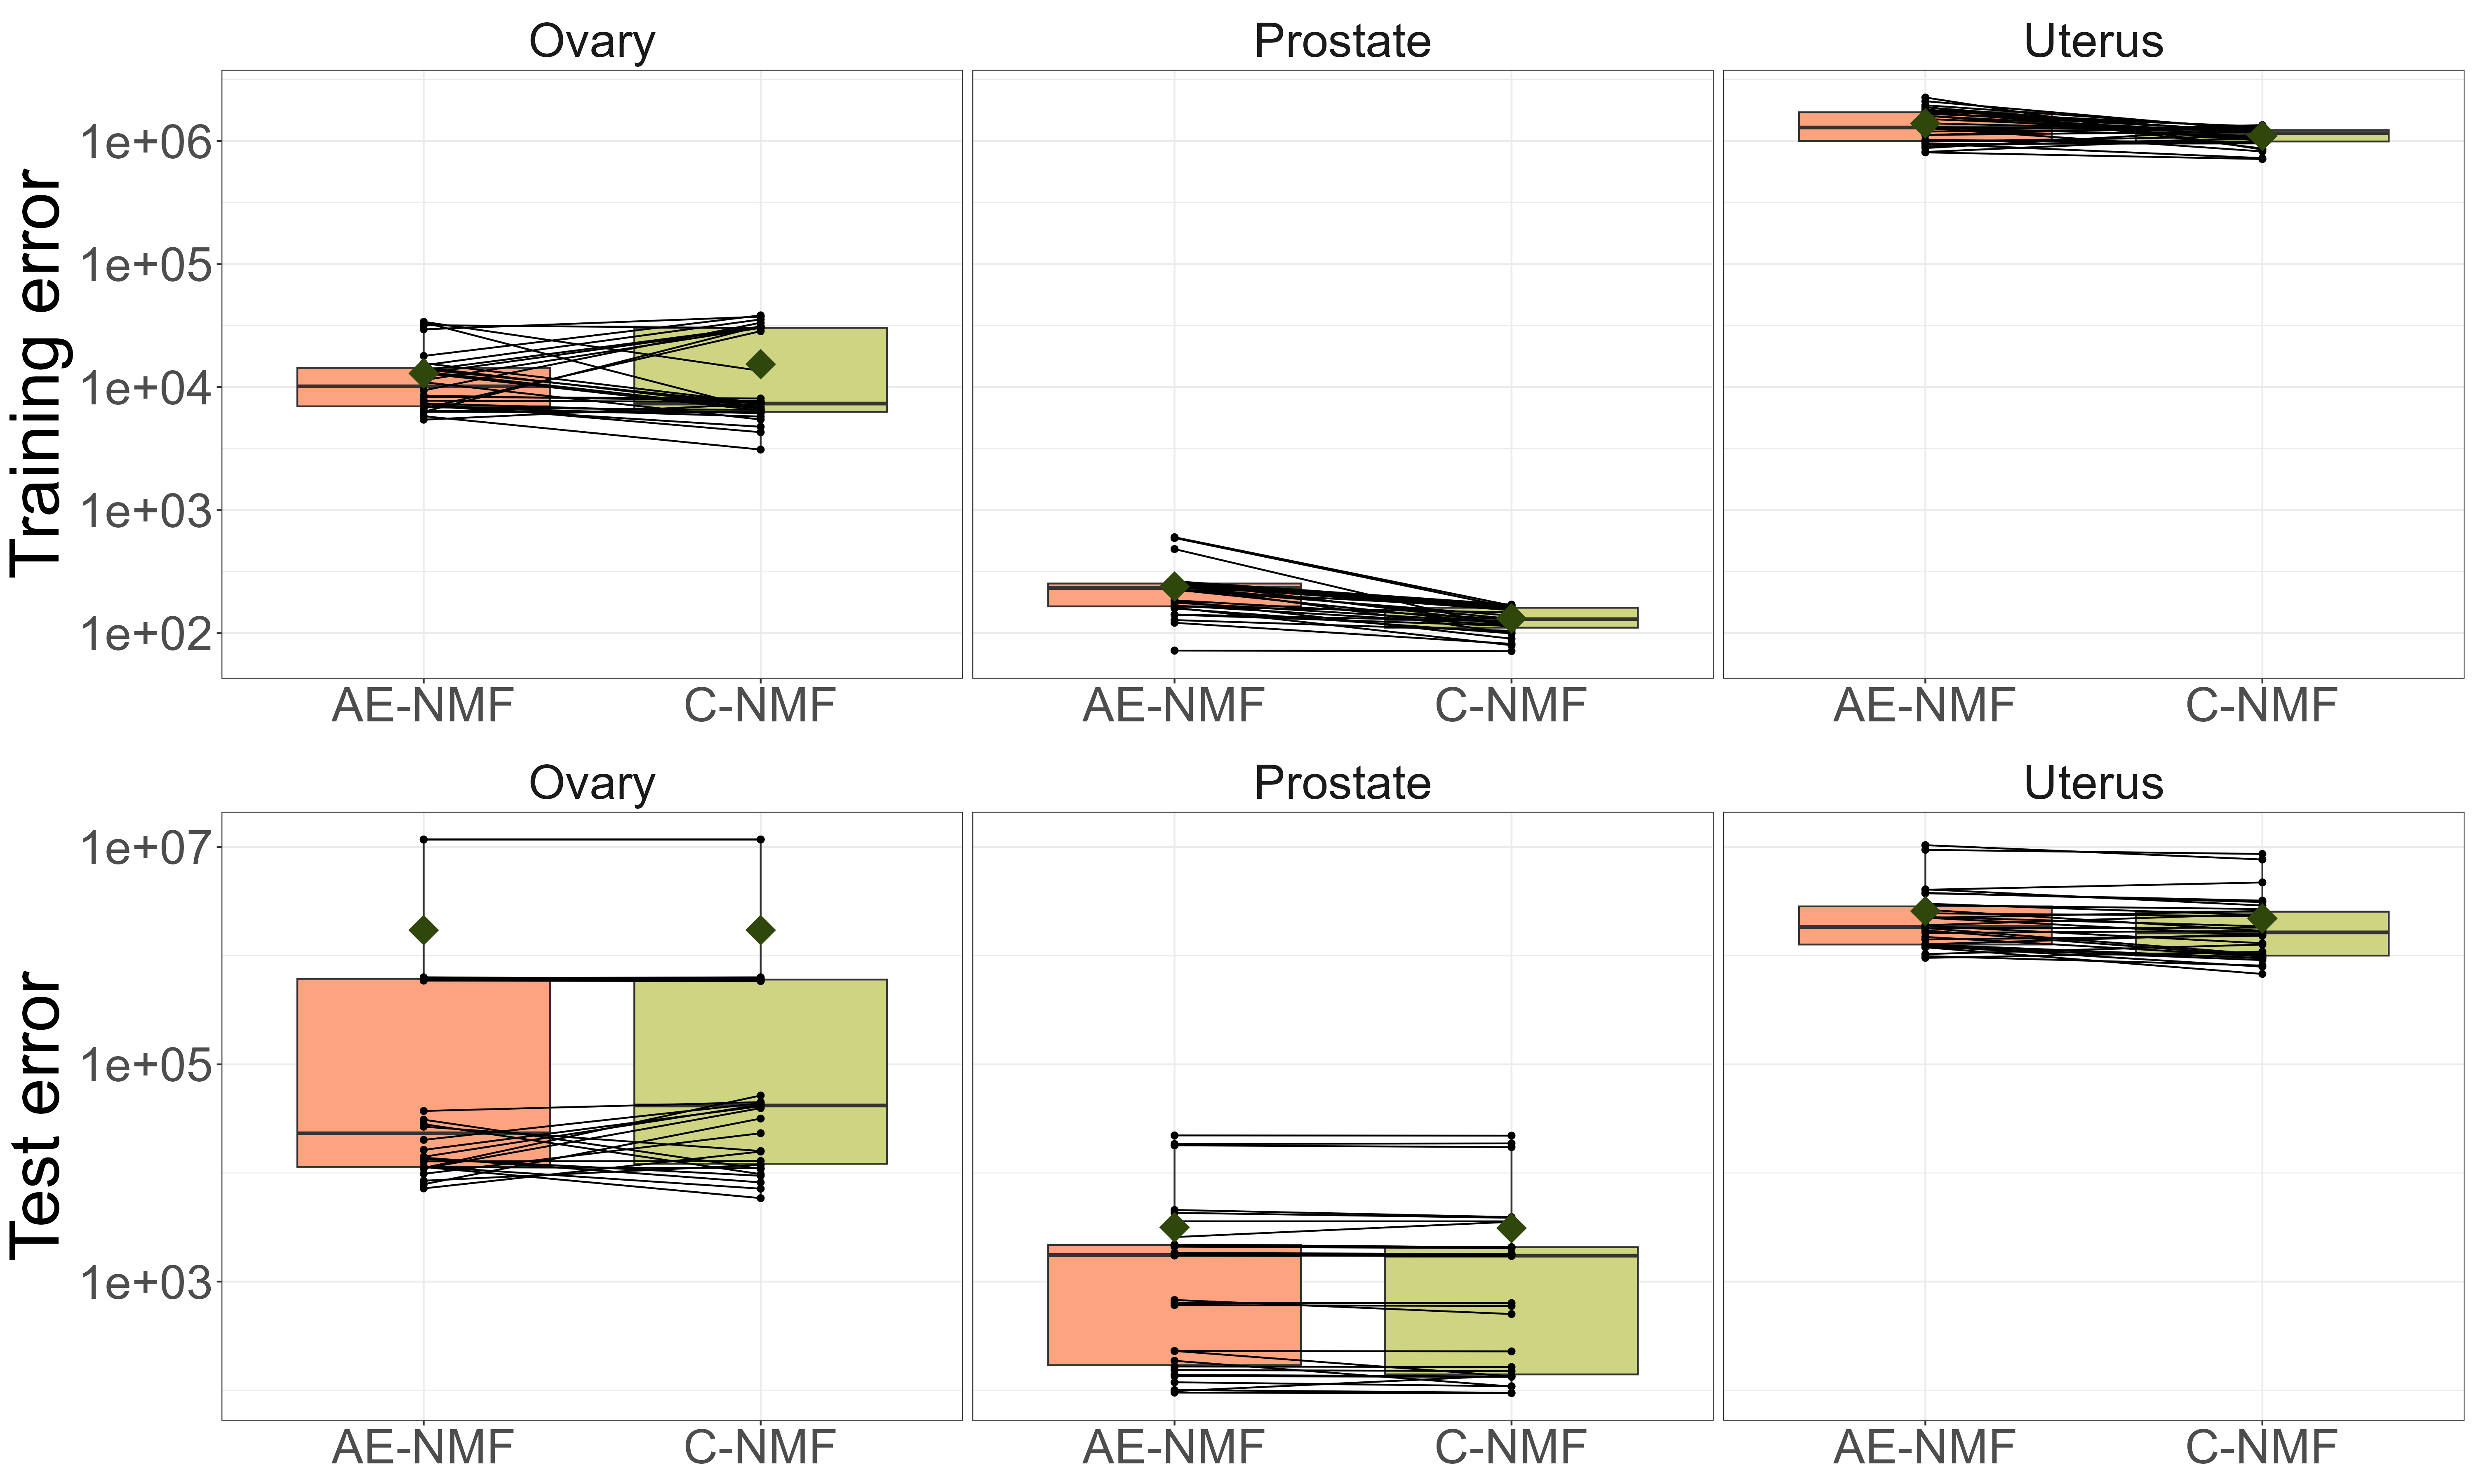 Ovary Prostate Uterus
Training error
1e+06
1e+05
1e+04
1e+03
1e+02
AE-NMF C-NMF AE-NMF C-NMF AE-NMF C-NMF
Ovary Prostate Uterus
Test error
1e+07
1e+05
1e+03
AE-NMF C-NMF AE-NMF C-NMF AE-NMF C-NMF